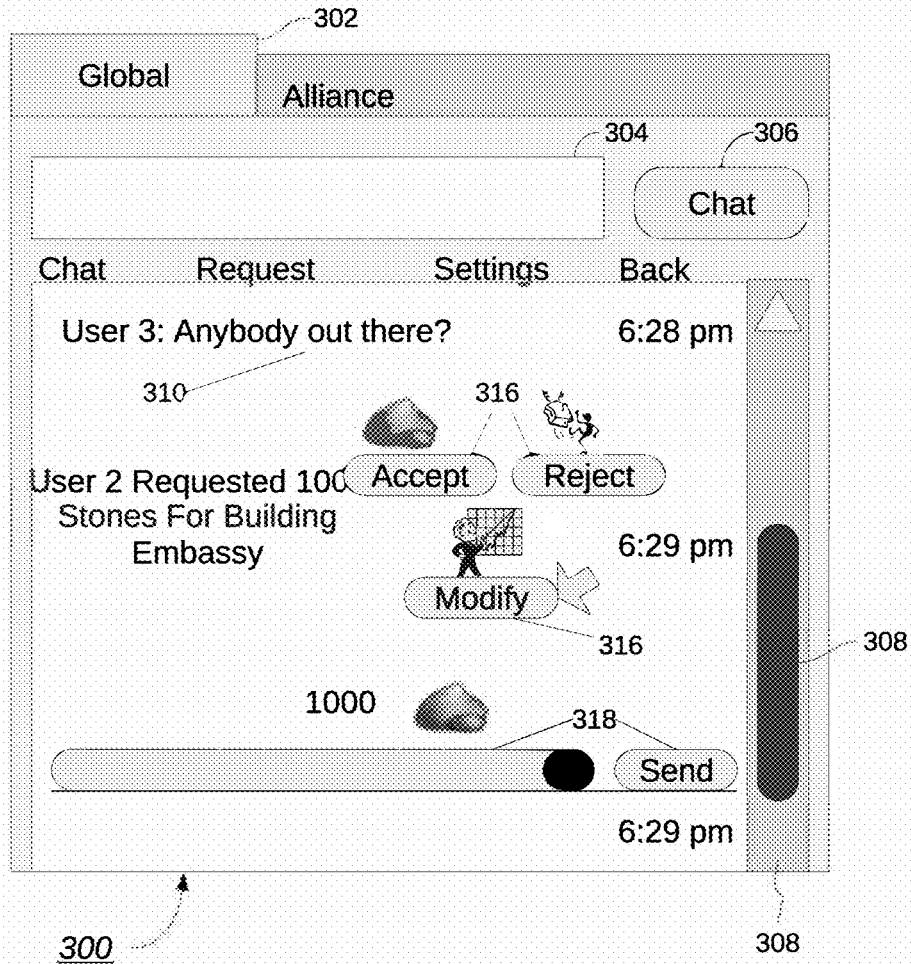 302
Global
Alliance
304
306
Chat
Chat Request Settings Back
User 3: Anybody out there? 6:28 pm
310
316
User 2 Requested 100 Accept Reject
Stones For Building
Embassy
6:29 pm
Modify
316
308
1000
318
Send
6:29 pm
300
308